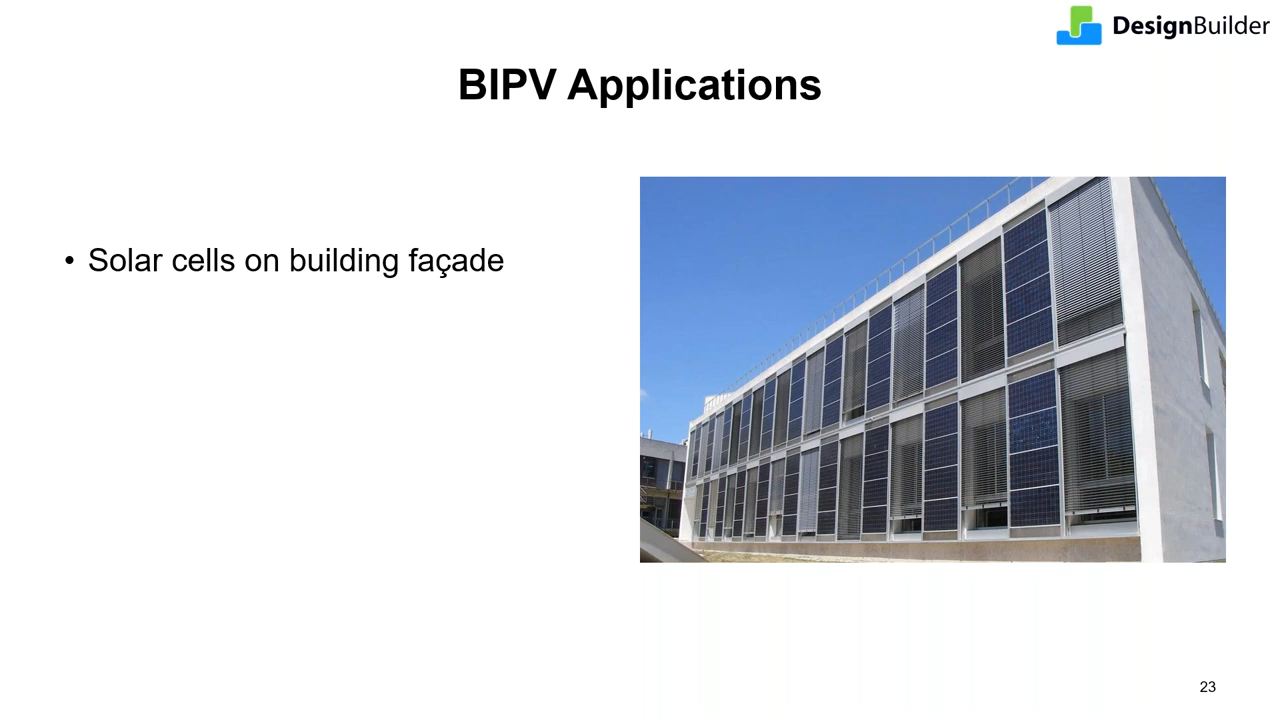 DesignBuilder
BIPV Applications
• Solar cells on building façade
23